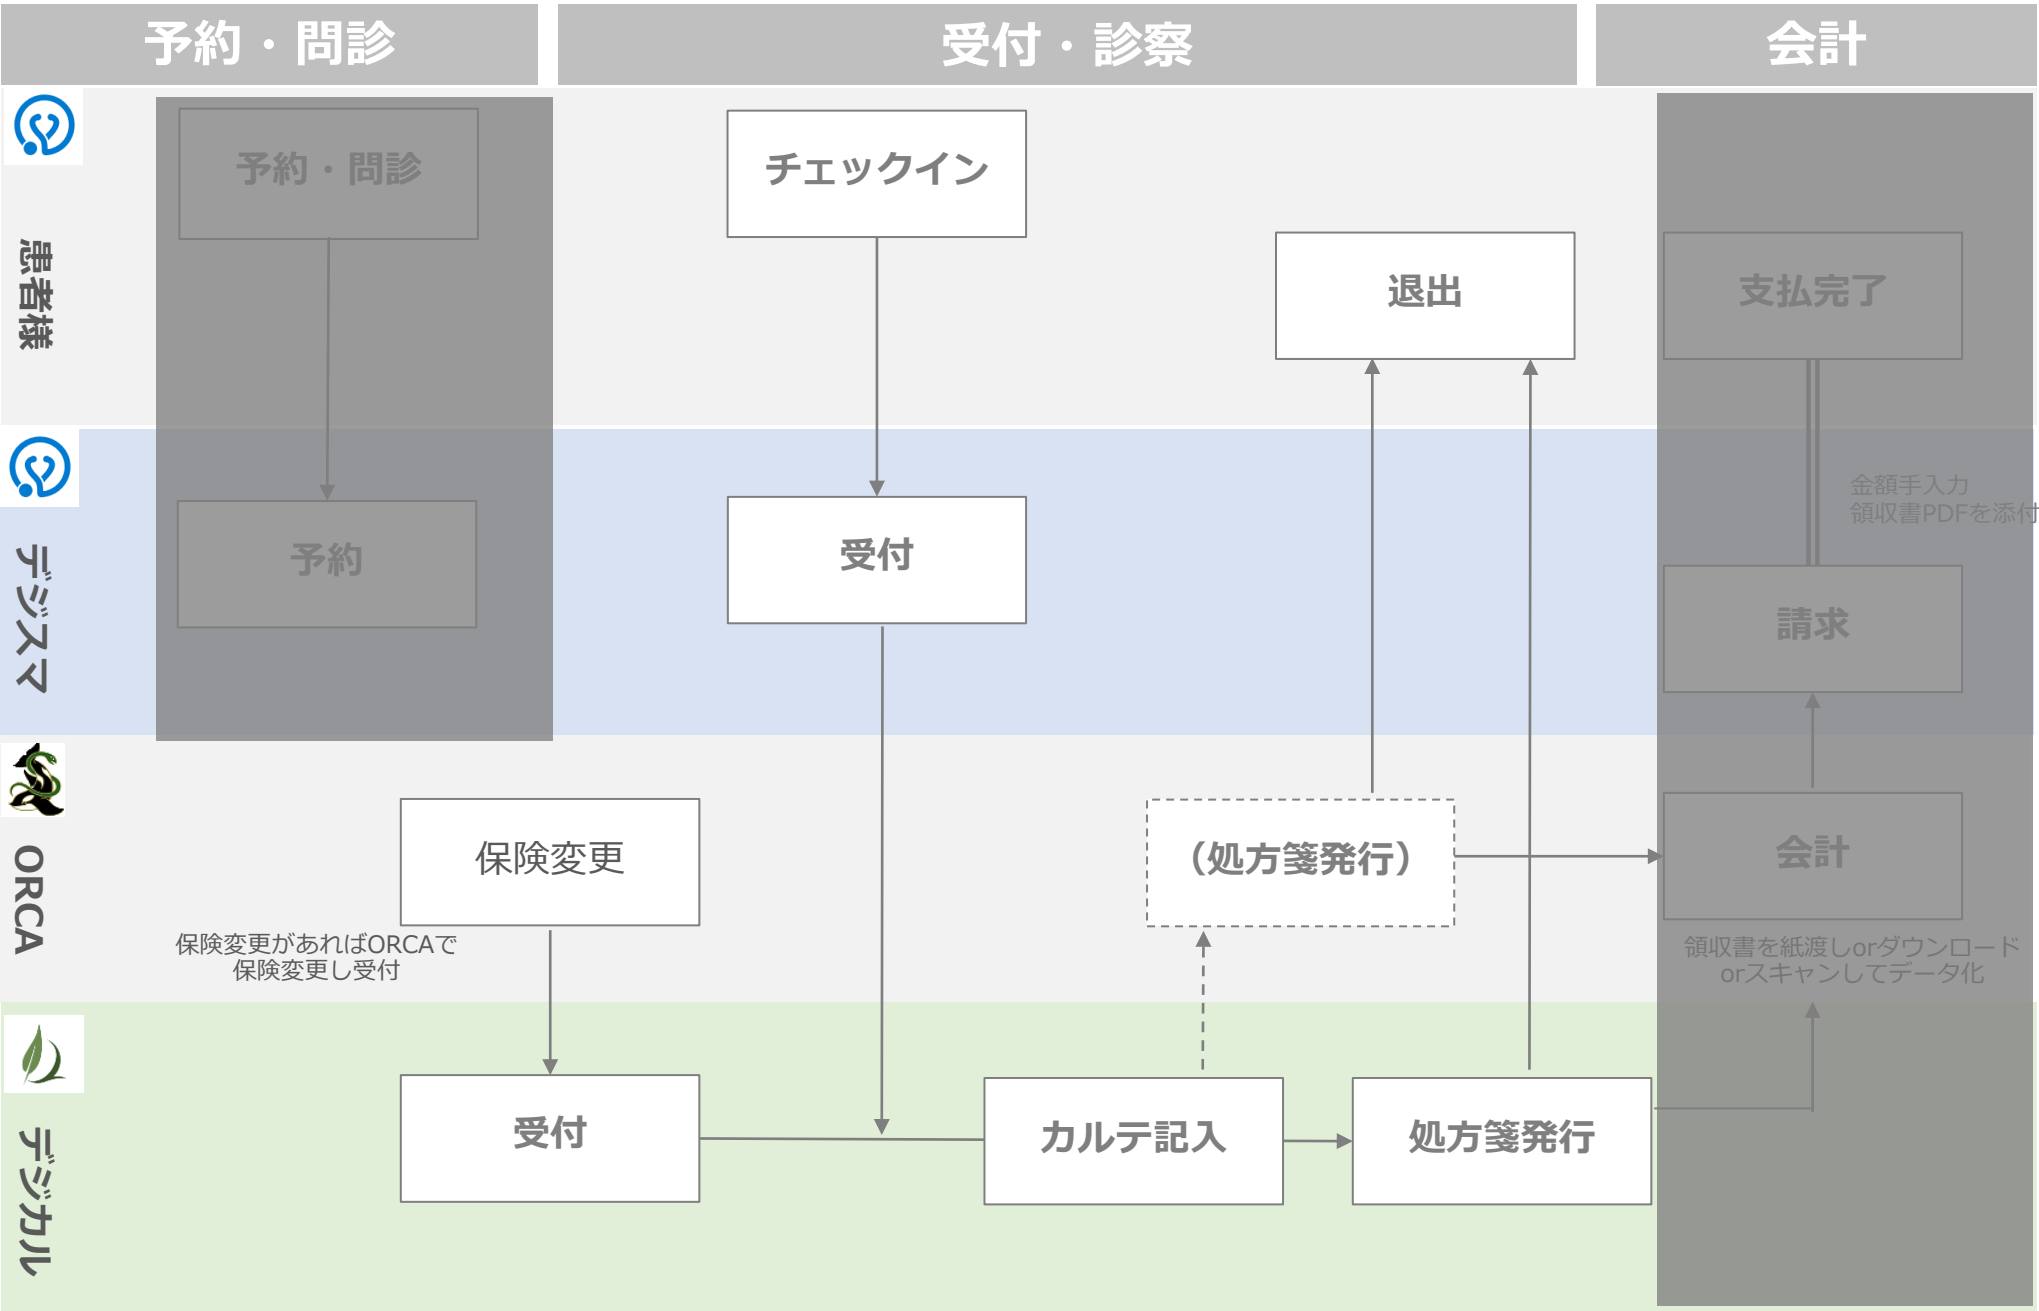 予約・問診
受付・診察
会計
患者様
予約・問診
チェックイン
退出
支払完了
デジスマ
予約
受付
金額手入力
領収書PDFを添付
請求
ORCA
保険変更
（処方箋発行）
会計
保険変更があればORCAで
保険変更し受付
領収書を紙渡しorダウンロード
orスキャンしてデータ化
デジカル
受付
カルテ記入
処方箋発行